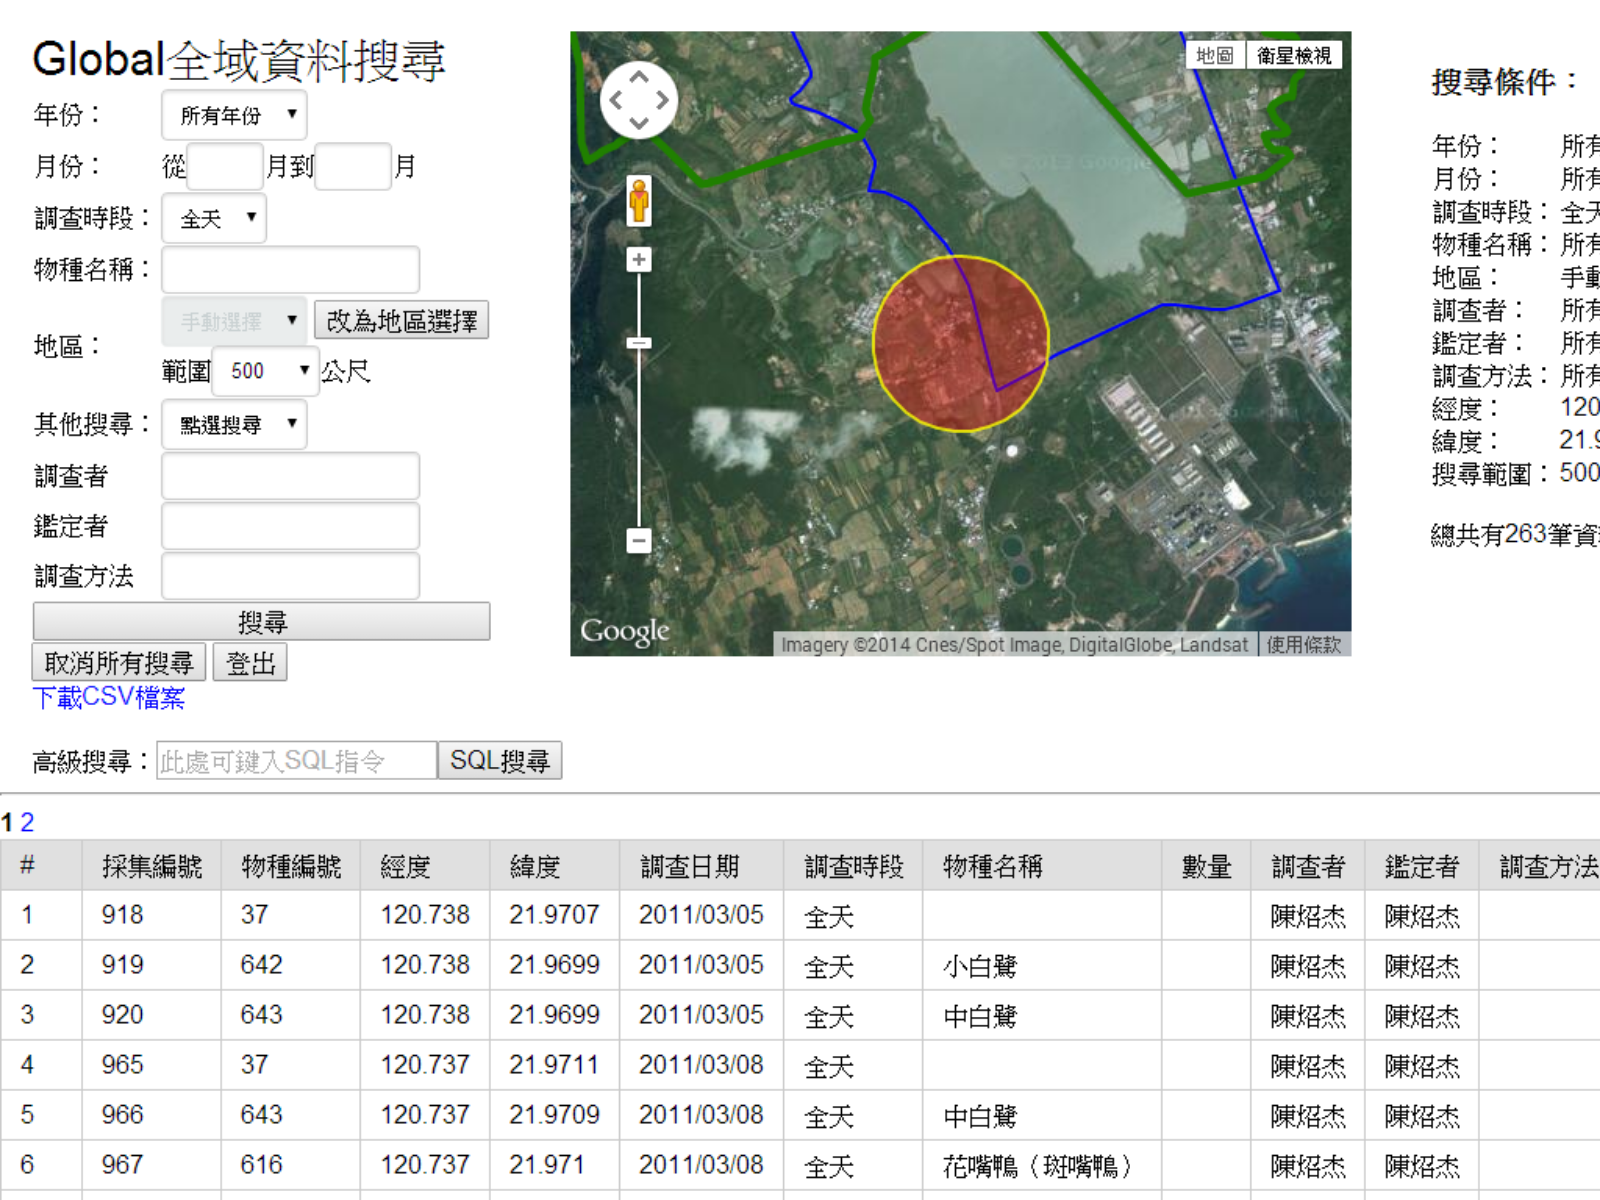 Global全域資料搜尋
年份： 所有年份
月份： 從 月到 月
調查時段： 全天
物種名稱：
手動選擇 改為地區選擇
地區：
範圍 500 公尺
其他搜尋： 點選搜尋
調查者
鑑定者
調查方法
搜尋
取消所有搜尋 登出
下載CSV檔案
高級搜尋： 此處可鍵入SQL指令 SQL搜尋
地圖 衛星檢視
Google
Imagery ©2014 Cnes/Spot Image, DigitalGlobe, Landsat 使用條款
搜尋條件：
年份： 所有
月份： 所有
調查時段： 全天
物種名稱： 所有
地區： 手動
調查者： 所有
鑑定者： 所有
調查方法： 所有
經度： 120
緯度： 21.9
搜尋範圍： 500
總共有263筆資
1 2
# 採集編號 物種編號 經度 緯度 調查日期 調查時段 物種名稱 數量 調查者 鑑定者 調查方法
1 918 37 120.738 21.9707 2011/03/05 全天 陳炤杰 陳炤杰
2 919 642 120.738 21.9699 2011/03/05 全天 小白鷺 陳炤杰 陳炤杰
3 920 643 120.738 21.9699 2011/03/05 全天 中白鷺 陳炤杰 陳炤杰
4 965 37 120.737 21.9711 2011/03/08 全天 陳炤杰 陳炤杰
5 966 643 120.737 21.9709 2011/03/08 全天 中白鷺 陳炤杰 陳炤杰
6 967 616 120.737 21.971 2011/03/08 全天 花嘴鴨（斑嘴鴨） 陳炤杰 陳炤杰